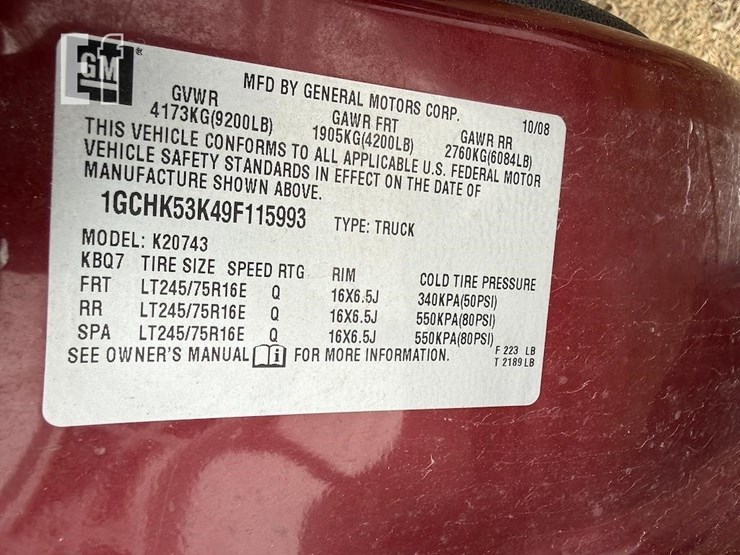 GM
MFD BY GENERAL MOTORS CORP. 10/08
GVWR GAWR FRT GAWR RR
4173KG(9200LB) 1905KG(4200LB) 2760KG(6084LB)
THIS VEHICLE CONFORMS TO ALL APPLICABLE U.S. FEDERAL MOTOR
VEHICLE SAFETY STANDARDS IN EFFECT ON THE DATE OF
MANUFACTURE SHOWN ABOVE.
1GCHK53K49F115993 TYPE: TRUCK
MODEL: K20743
KBQ7 TIRE SIZE SPEED RTG RIM COLD TIRE PRESSURE
FRT LT245/75R16E Q 16X6.5J 340KPA(50PSI)
RR LT245/75R16E Q 16X6.5J 550KPA(80PSI)
SPA LT245/75R16E Q 16X6.5J 550KPA(80PSI)
SEE OWNER'S MANUAL i FOR MORE INFORMATION.
F 223 LB
T 2189 LB